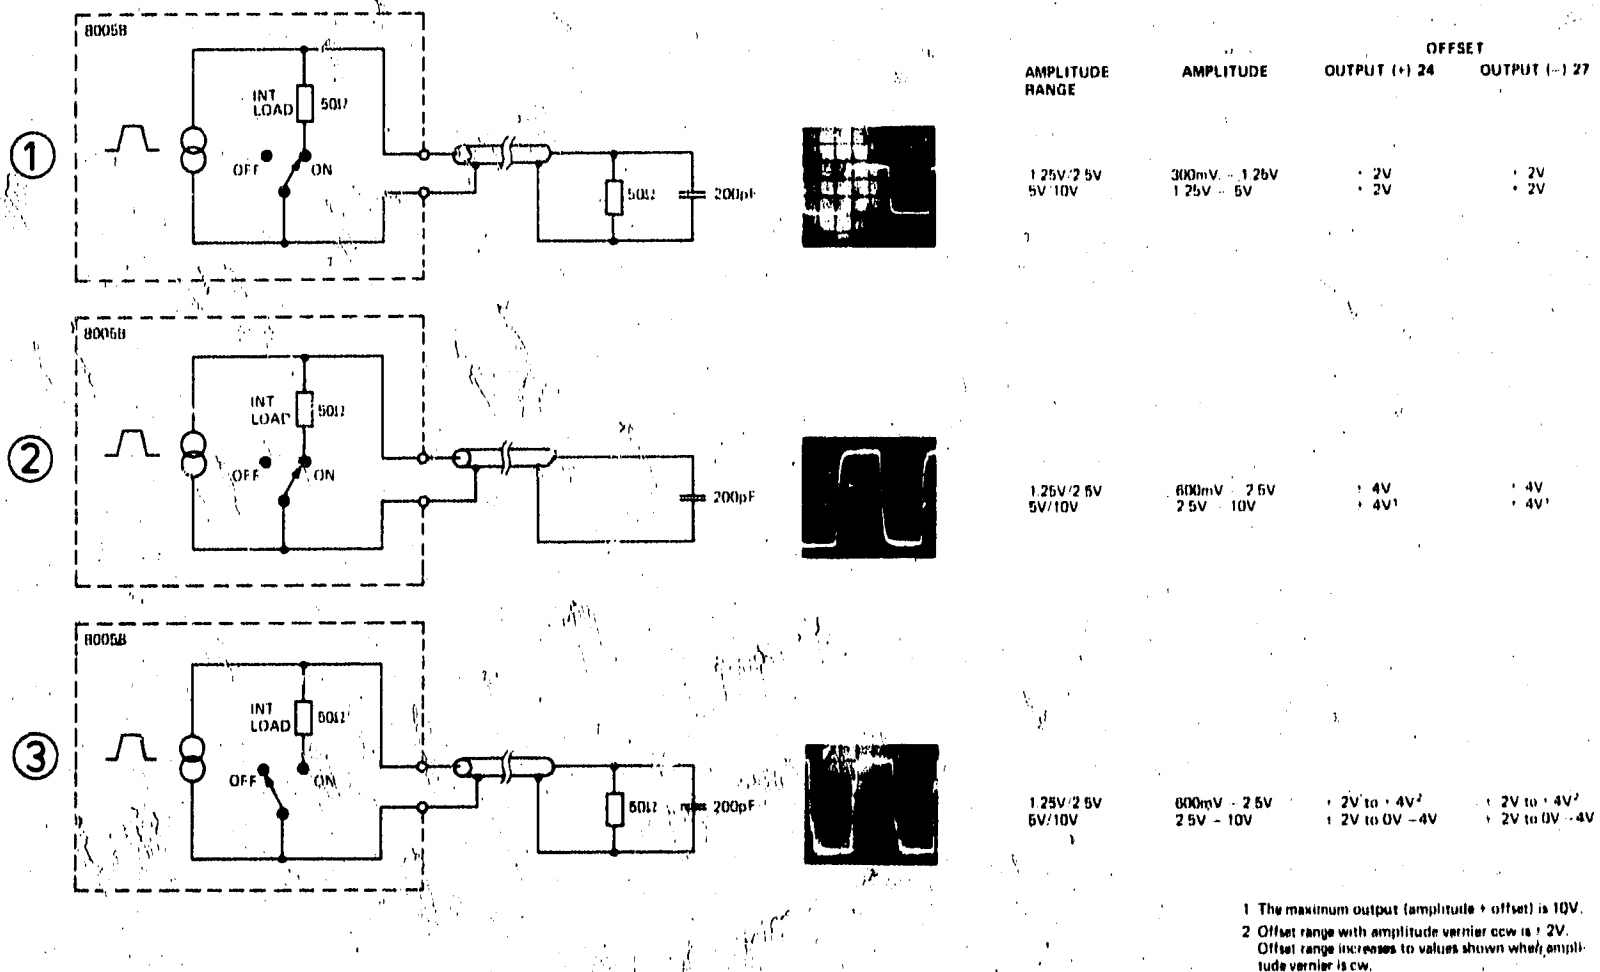 OFFSET
AMPLITUDE RANGE AMPLITUDE OUTPUT (+) 24 OUTPUT (-) 27
①
8005B
INT LOAD 50Ω
OFF ON
50Ω 200pF
1.25V/2.5V 300mV - 1.25V 2V 2V
5V/10V 1.25V - 5V 2V 2V
②
8005B
INT LOAD 50Ω
OFF ON
200pF
1.25V/2.5V 600mV - 2.5V 4V 4V
5V/10V 2.5V - 10V 4V¹ 4V¹
③
8005B
INT LOAD 50Ω
OFF ON
50Ω 200pF
1.25V/2.5V 600mV - 2.5V 2V to 4V² 2V to 4V²
5V/10V 2.5V - 10V 2V to 0V -4V 2V to 0V -4V
1 The maximum output (amplitude + offset) is 10V.
2 Offset range with amplitude vernier ccw is 2V.
Offset range increases to values shown when ampli-
tude vernier is cw.